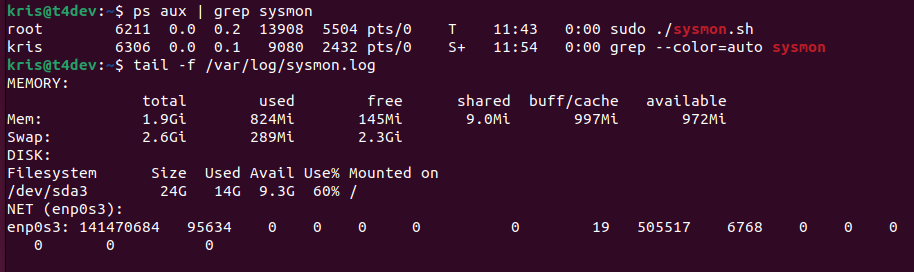 kris@t4dev:~$ ps aux | grep sysmon
root        6211  0.0  0.2  13908  5504 pts/0    T    11:43   0:00 sudo ./sysmon.sh
kris        6306  0.0  0.1   9080  2432 pts/0    S+   11:54   0:00 grep --color=auto sysmon
kris@t4dev:~$ tail -f /var/log/sysmon.log
MEMORY:
               total        used        free      shared  buff/cache   available
Mem:           1.9Gi       824Mi       145Mi       9.0Mi       997Mi       972Mi
Swap:          2.6Gi       289Mi       2.3Gi
DISK:
Filesystem      Size  Used Avail Use% Mounted on
/dev/sda3        24G   14G  9.3G  60% /
NET (enp0s3):
enp0s3: 141470684   95634    0    0    0     0          0        19   505517    6768    0    0    0
   0       0          0